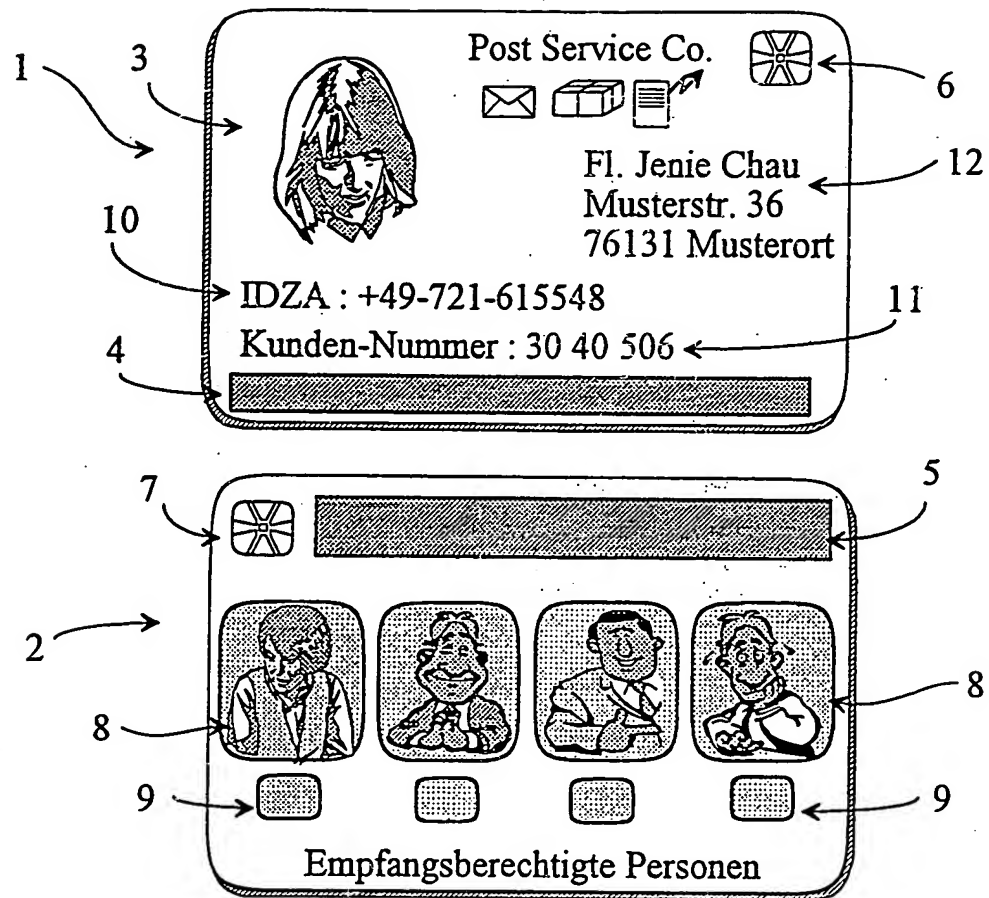 Post Service Co.
1
3
6
Fl. Jenie Chau
12
Musterstr. 36
76131 Musterort
10
IDZA : +49-721-615548
11
Kunden-Nummer : 30 40 506
4
7
5
2
8
8
9
9
Empfangsberechtigte Personen